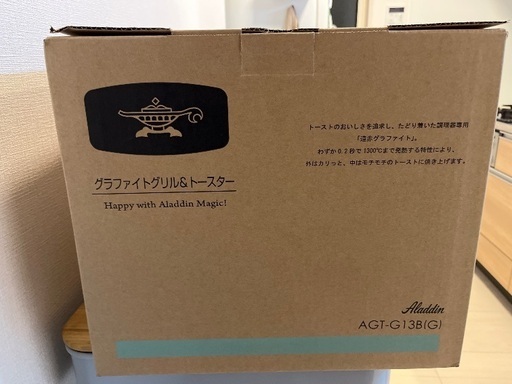 グラファイトグリル&トースター
Happy with Aladdin Magic!
トーストのおいしさを追求し、たどり着いた調理器専用
「遠赤グラファイト」。
わずか0.2秒で1300℃まで発熱する特性により、
外はカリっと、中はモチモチのトーストに焼き上げます。
Aladdin
AGT-G13B(G)